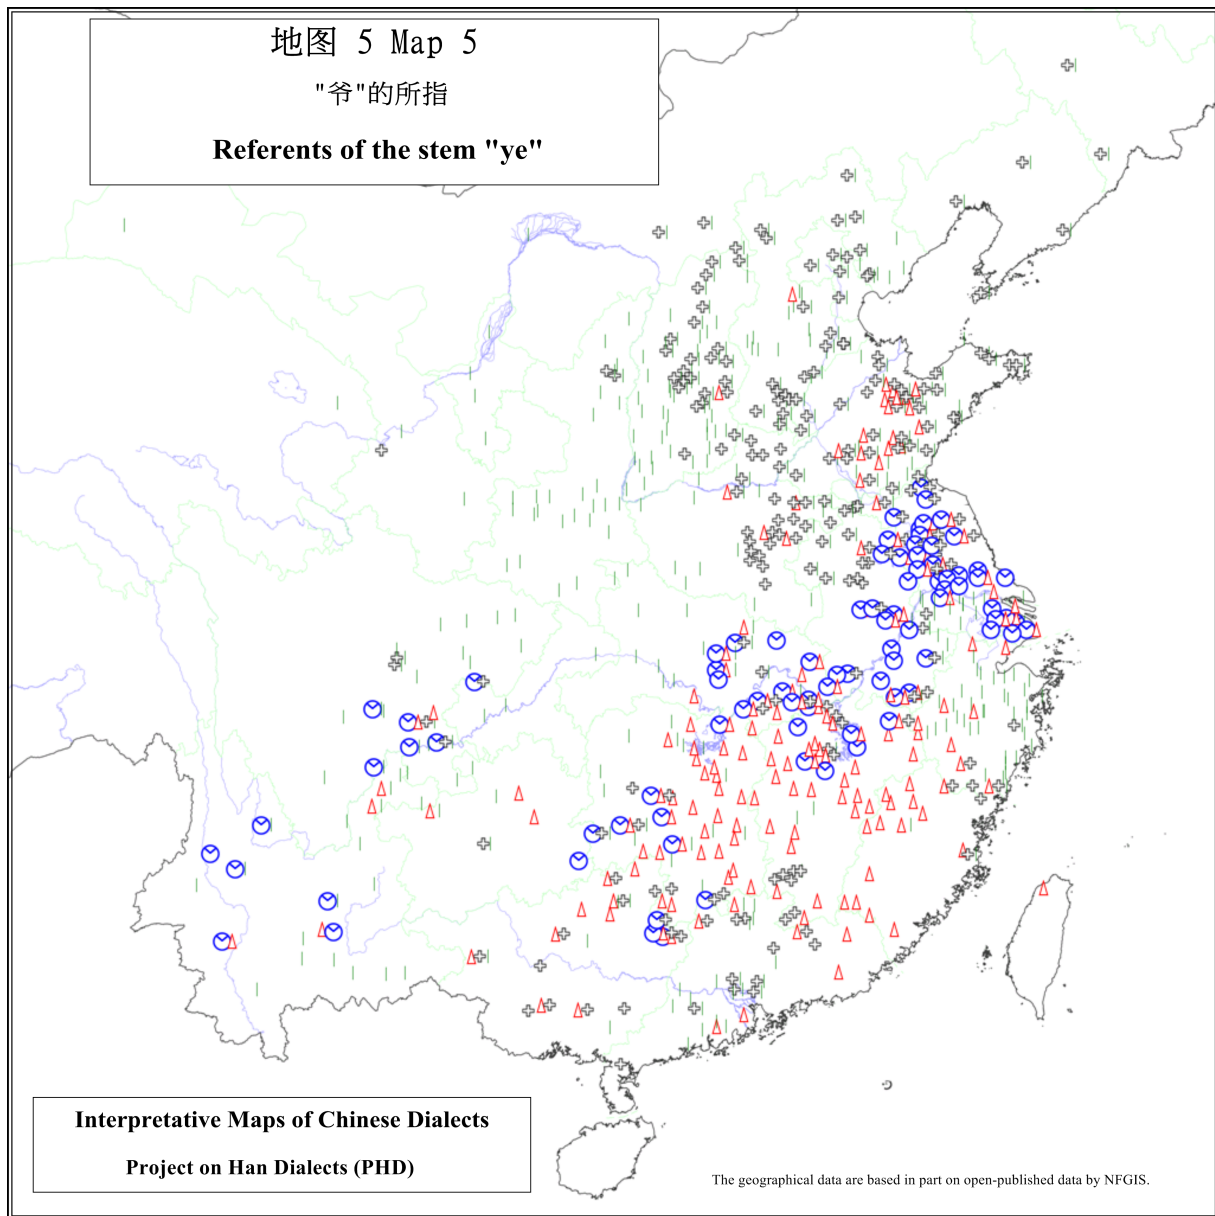 地图 5 Map 5
"爷"的所指
Referents of the stem "ye"
Interpretative Maps of Chinese Dialects
Project on Han Dialects (PHD)
The geographical data are based in part on open-published data by NFGIS.